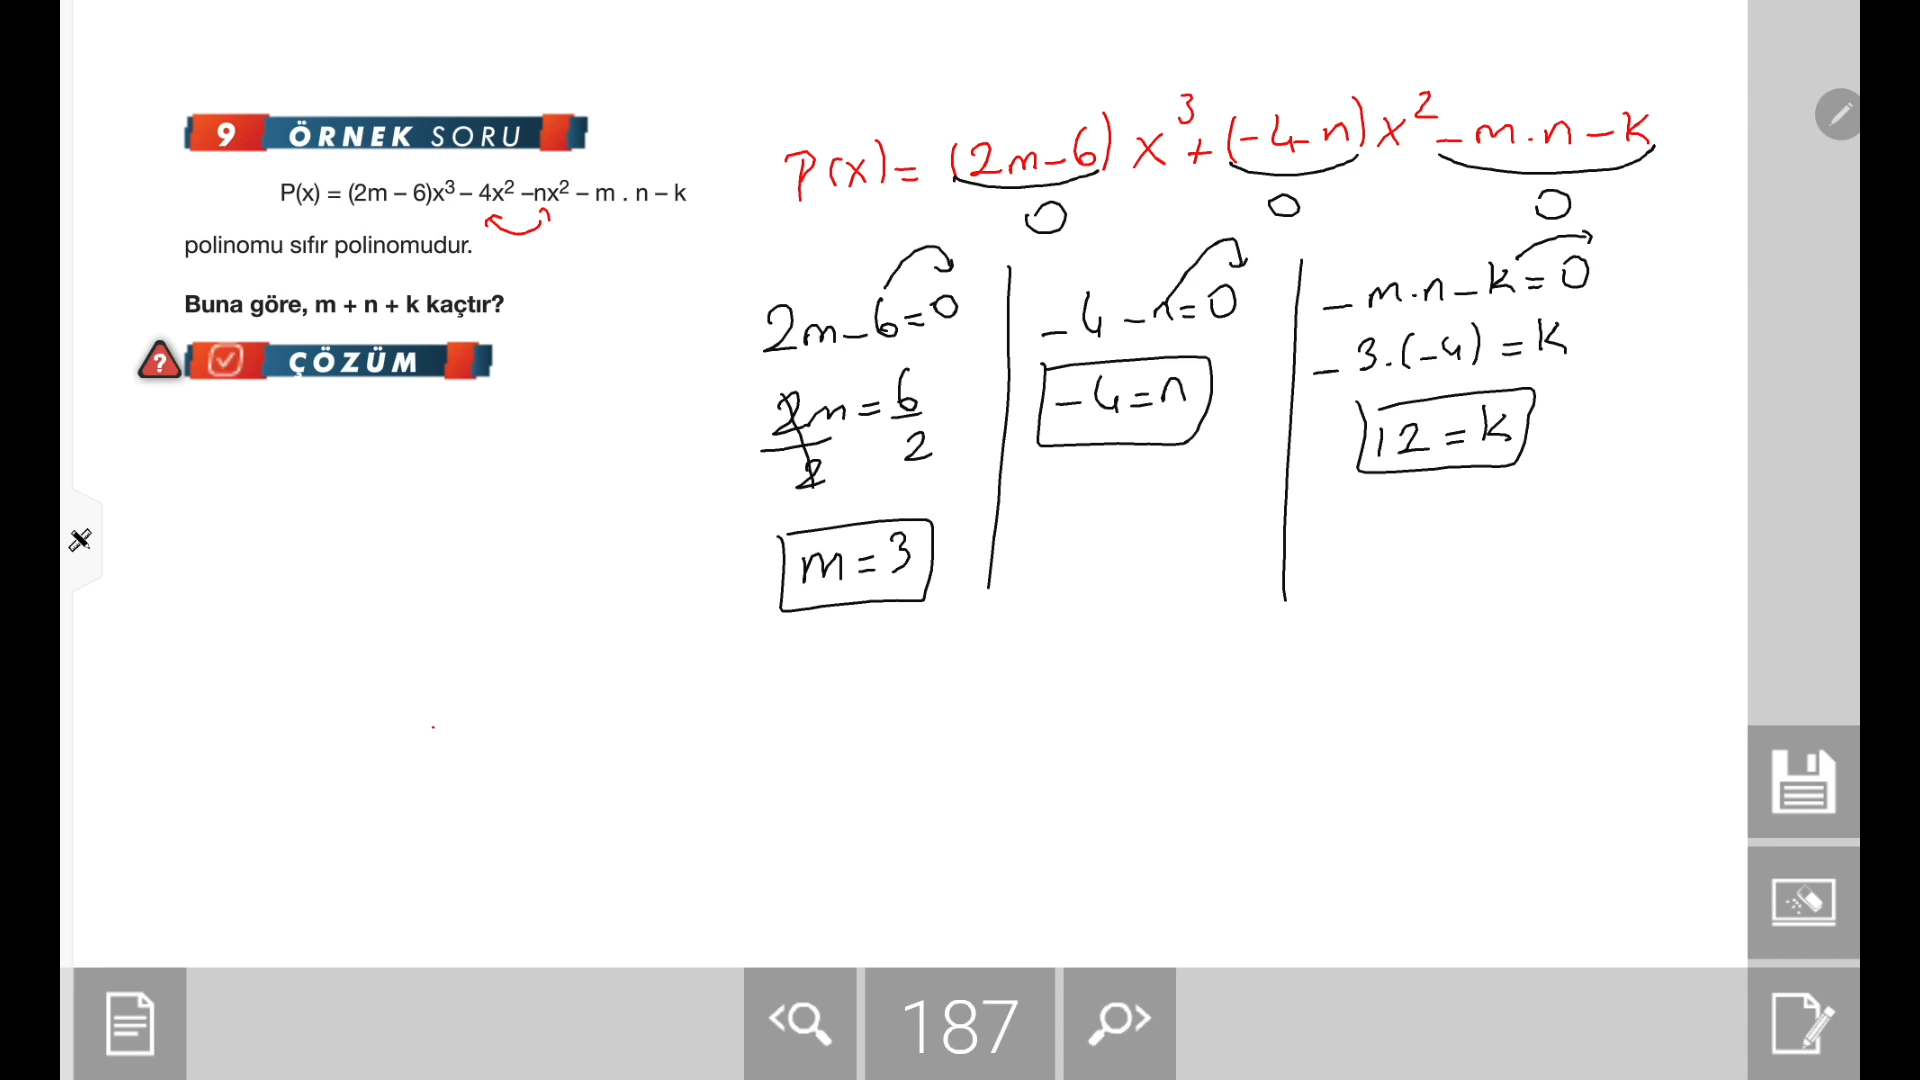 9 ÖRNEK SORU
P(x) = (2m – 6)x³ – 4x² –nx² – m . n – k
polinomu sıfır polinomudur.
Buna göre, m + n + k kaçtır?
? ÇÖZÜM
P(x) = (2m-6) x³ + (-4-n) x² - m.n - k
0 0 0
2m-6=0
2m = 6
2 2
m = 3
-4-n=0
-4=n
-m.n-k=0
-3.(-4) = k
12 = k
187